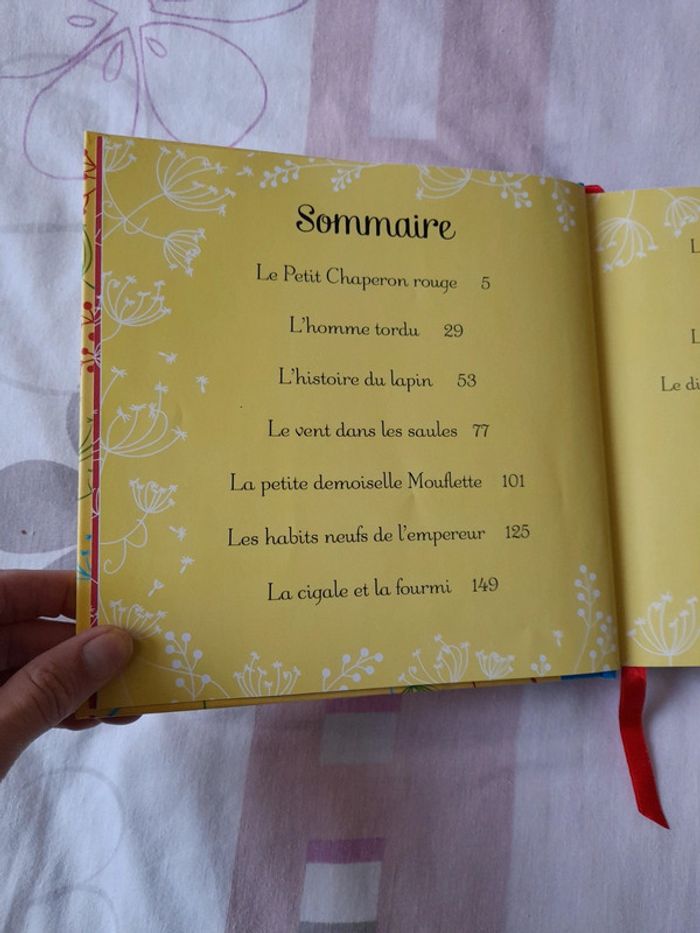 Sommaire
Le Petit Chaperon rouge 5
L'homme tordu 29
L'histoire du lapin 53
Le vent dans les saules 77
La petite demoiselle Mouflette 101
Les habits neufs de l'empereur 125
La cigale et la fourmi 149
Le